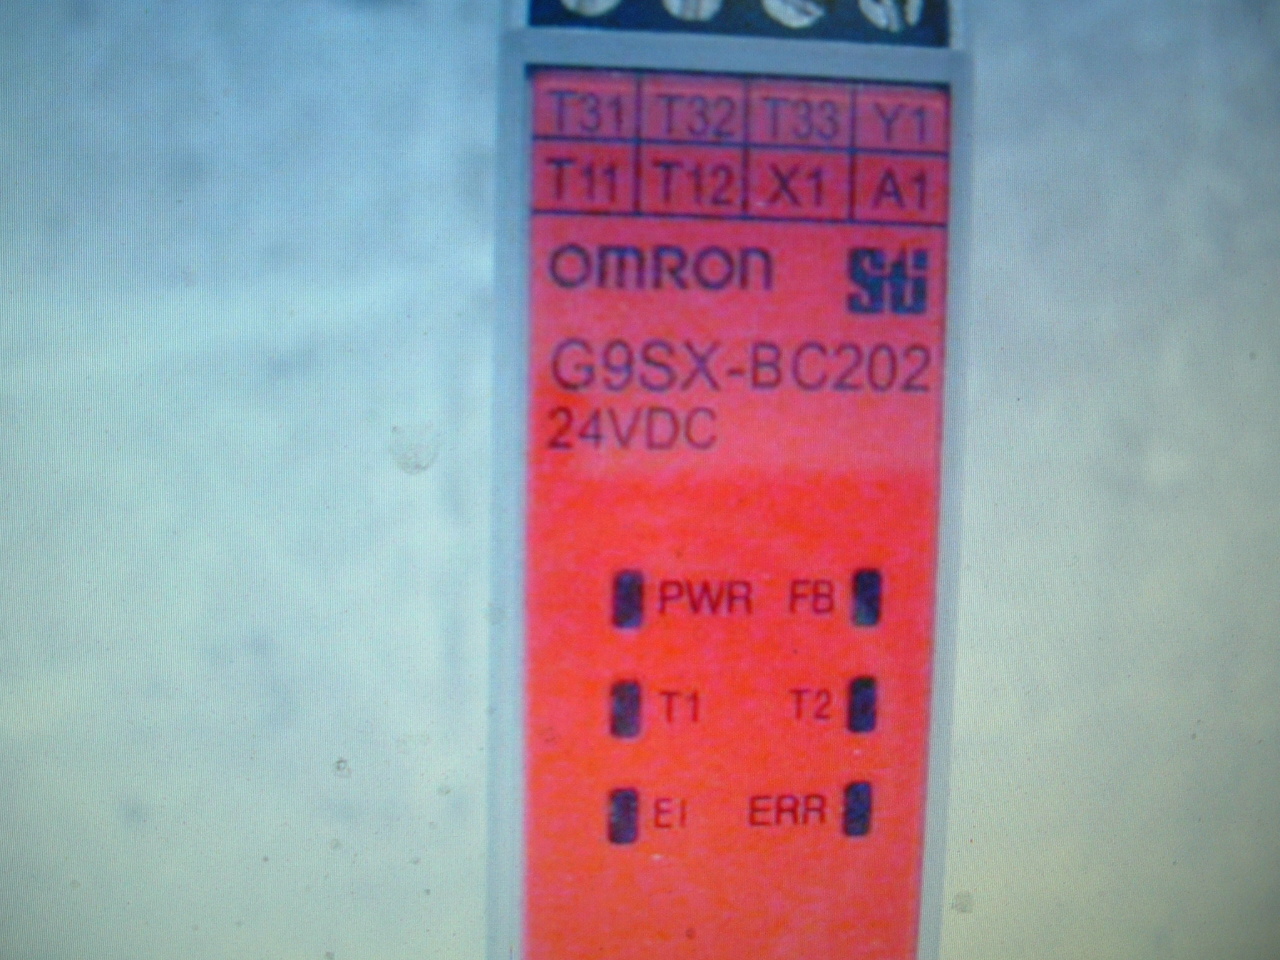 T31 T32 T33 Y1
T11 T12 X1 A1
OMRON Sti
G9SX-BC202
24VDC
PWR FB
T1 T2
EI ERR